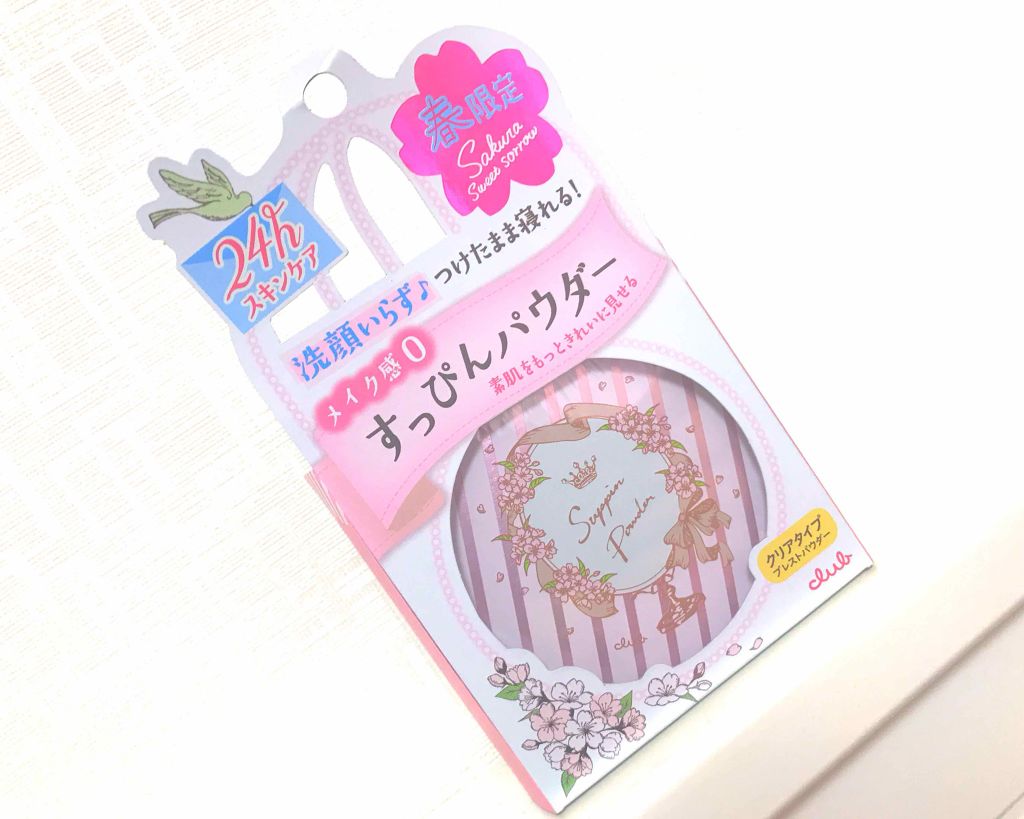 春限定
Sakura
Sweet sorrow
24h
スキンケア
洗顔いらず♪つけたまま寝れる!
メイク感0
すっぴんパウダー
素肌をもっときれいに見せる
Suppin
Powder
club
クリアタイプ
プレストパウダー
club